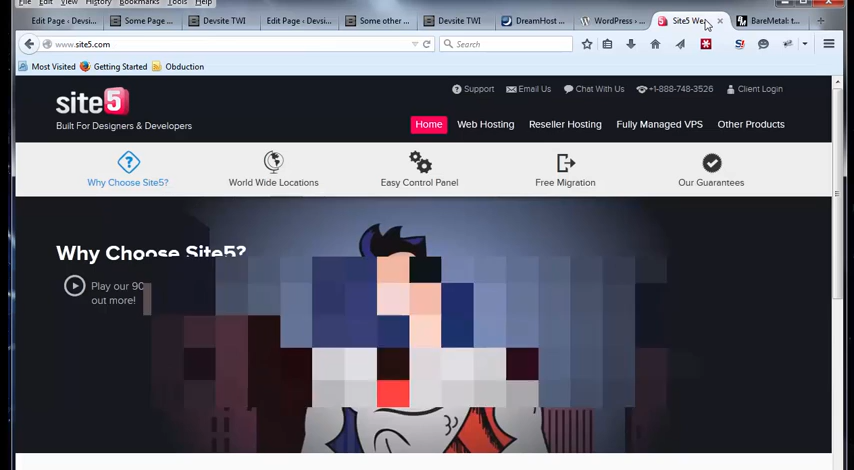 File Edit View History Bookmarks Tools Help
Edit Page ‹ Devsi...
Some Page ...
Devsite TWI
Edit Page ‹ Devsi...
Some other ...
Devsite TWI
DreamHost ...
WordPress › ...
Site5 We...
BareMetal: t...
www.site5.com
Search
Most Visited
Getting Started
Obduction
Support
Email Us
Chat With Us
+1-888-748-3526
Client Login
site5
Built For Designers & Developers
Home
Web Hosting
Reseller Hosting
Fully Managed VPS
Other Products
Why Choose Site5?
World Wide Locations
Easy Control Panel
Free Migration
Our Guarantees
Why Choose Site5?
Play our 90
out more!